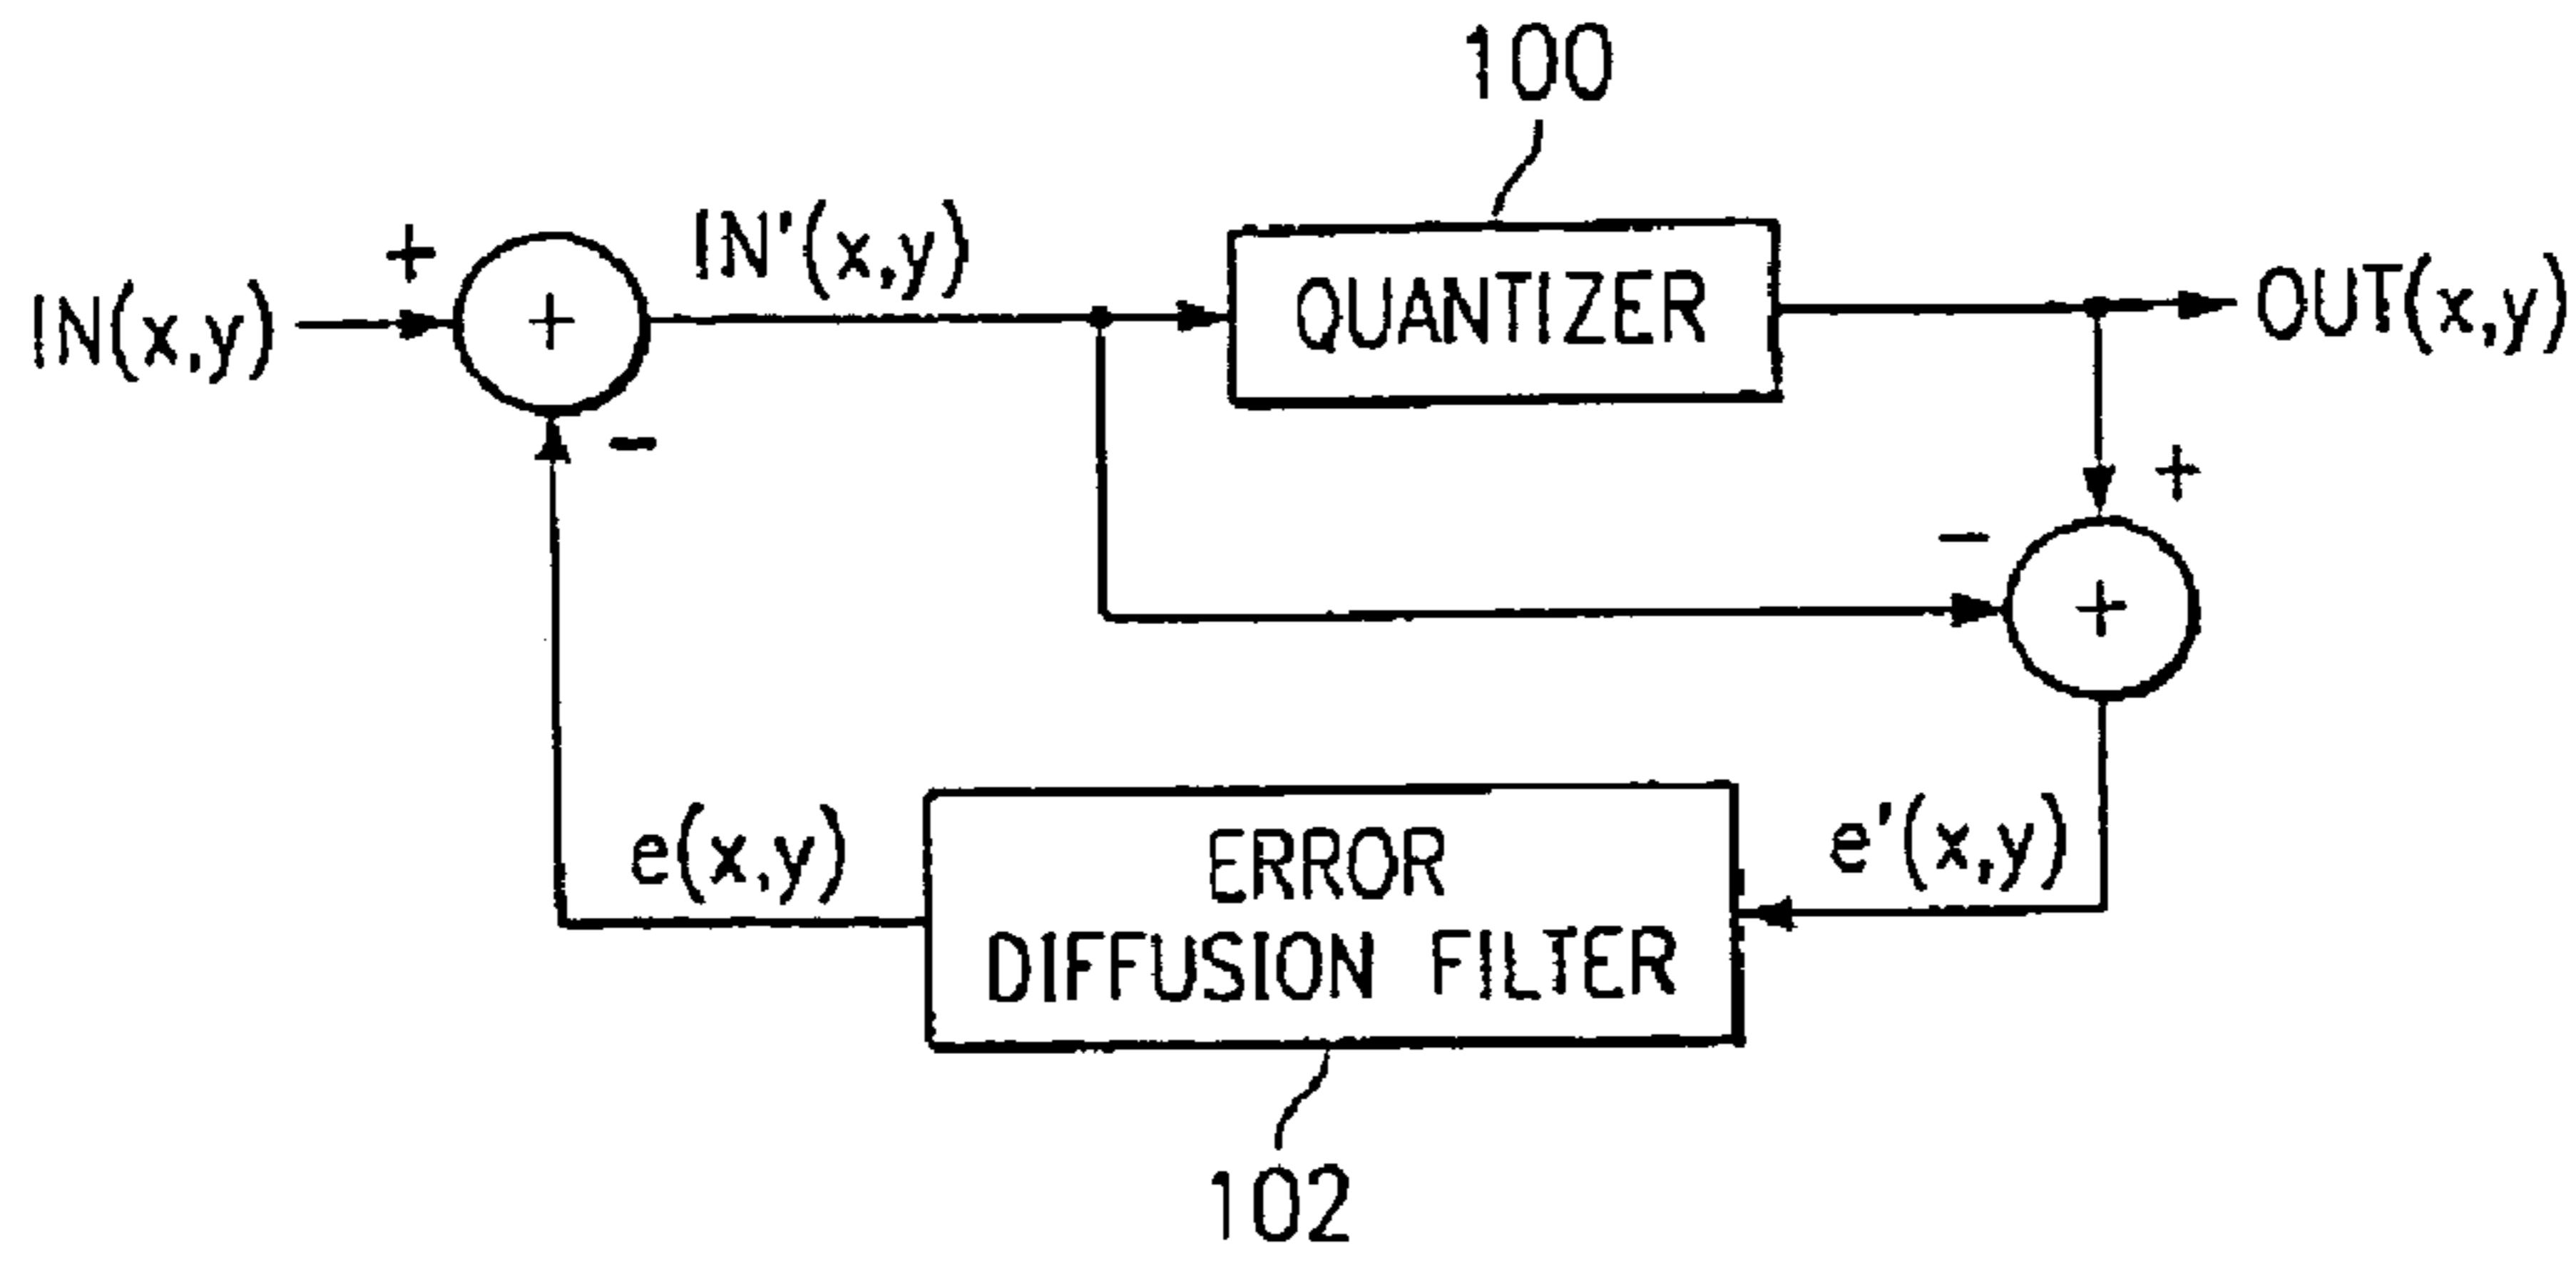 100
IN(x,y)
+
+
IN'(x,y)
QUANTIZER
OUT(x,y)
−
+
−
+
e(x,y)
ERROR
DIFFUSION FILTER
e'(x,y)
102